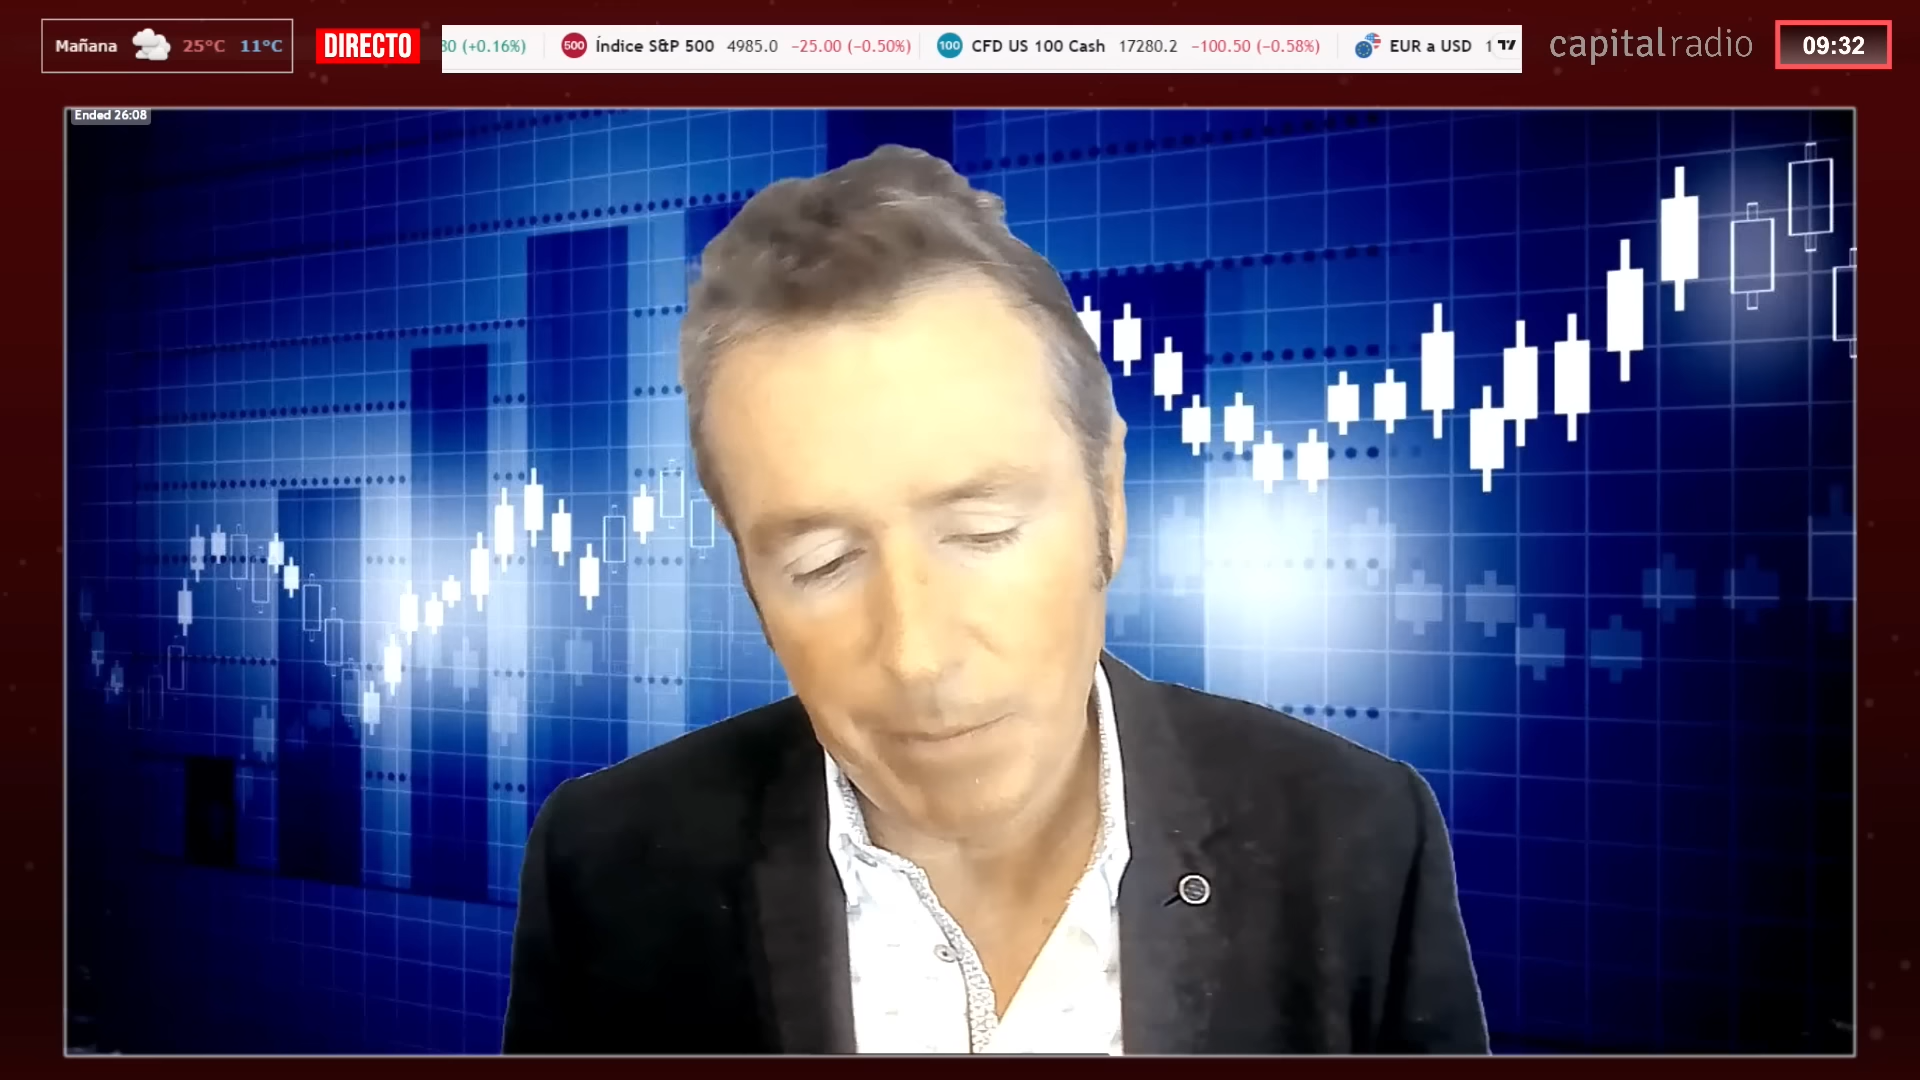 Mañana 25°C 11°C
DIRECTO
30 (+0.16%) 500 Índice S&P 500 4985.0 −25.00 (−0.50%) 100 CFD US 100 Cash 17280.2 −100.50 (−0.58%) EUR a USD 1
capitalradio
09:32
Ended 26:08